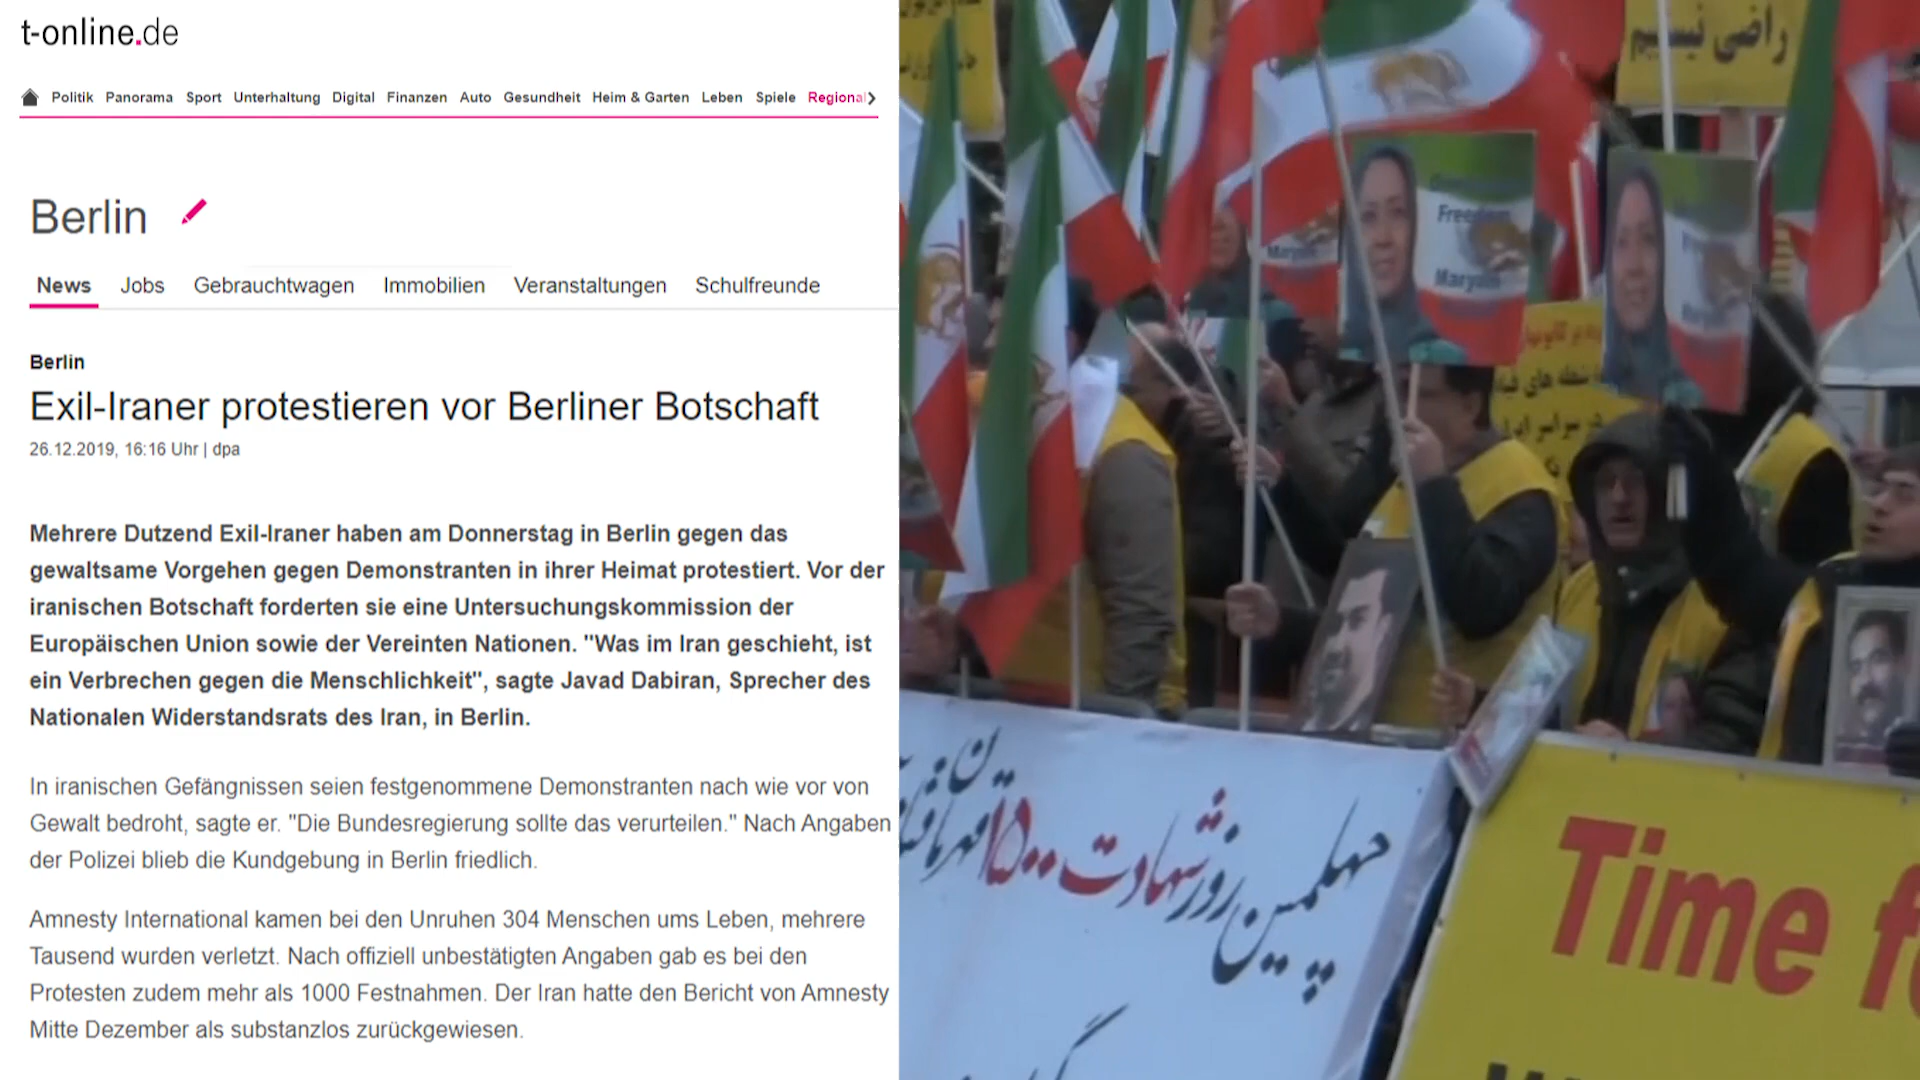 t-online.de
Politik Panorama Sport Unterhaltung Digital Finanzen Auto Gesundheit Heim & Garten Leben Spiele Regional
Berlin
News Jobs Gebrauchtwagen Immobilien Veranstaltungen Schulfreunde
Berlin
Exil-Iraner protestieren vor Berliner Botschaft
26.12.2019, 16:16 Uhr | dpa
Mehrere Dutzend Exil-Iraner haben am Donnerstag in Berlin gegen das
gewaltsame Vorgehen gegen Demonstranten in ihrer Heimat protestiert. Vor der
iranischen Botschaft forderten sie eine Untersuchungskommission der
Europäischen Union sowie der Vereinten Nationen. "Was im Iran geschieht, ist
ein Verbrechen gegen die Menschlichkeit", sagte Javad Dabiran, Sprecher des
Nationalen Widerstandsrats des Iran, in Berlin.
In iranischen Gefängnissen seien festgenommene Demonstranten nach wie vor von
Gewalt bedroht, sagte er. "Die Bundesregierung sollte das verurteilen." Nach Angaben
der Polizei blieb die Kundgebung in Berlin friedlich.
Amnesty International kamen bei den Unruhen 304 Menschen ums Leben, mehrere
Tausend wurden verletzt. Nach offiziell unbestätigten Angaben gab es bei den
Protesten zudem mehr als 1000 Festnahmen. Der Iran hatte den Bericht von Amnesty
Mitte Dezember als substanzlos zurückgewiesen.
راضی نیستیم
Freedom
Maryam
شعله های قیام
در سراسر ایران
چهلمین روز شهادت ۱۵۰۰ قهرمان
Time f